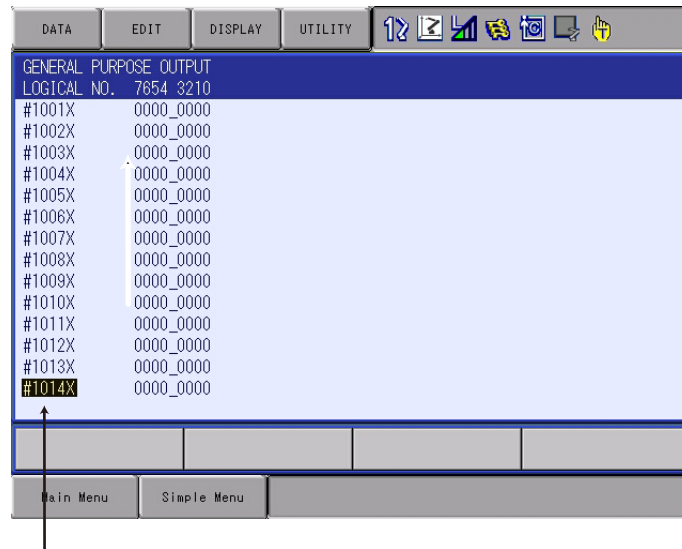 DATA EDIT DISPLAY UTILITY
GENERAL PURPOSE OUTPUT
LOGICAL NO. 7654 3210
#1001X 0000_0000
#1002X 0000_0000
#1003X 0000_0000
#1004X 0000_0000
#1005X 0000_0000
#1006X 0000_0000
#1007X 0000_0000
#1008X 0000_0000
#1009X 0000_0000
#1010X 0000_0000
#1011X 0000_0000
#1012X 0000_0000
#1013X 0000_0000
#1014X 0000_0000
Main Menu Simple Menu